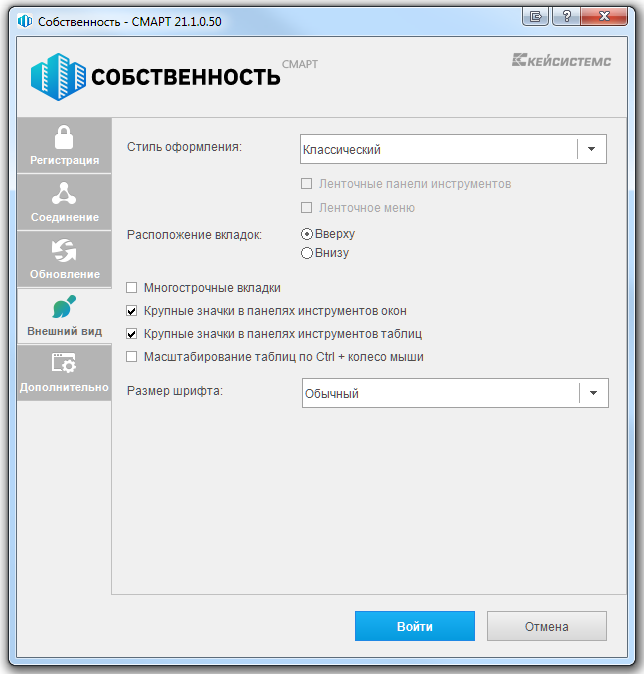 Собственность - СМАРТ 21.1.0.50
?
СОБСТВЕННОСТЬ СМАРТ
КЕЙСИСТЕМС
Регистрация
Соединение
Обновление
Внешний вид
Дополнительно
Стиль оформления: Классический
Ленточные панели инструментов
Ленточное меню
Расположение вкладок: Вверху
Внизу
Многострочные вкладки
Крупные значки в панелях инструментов окон
Крупные значки в панелях инструментов таблиц
Масштабирование таблиц по Ctrl + колесо мыши
Размер шрифта: Обычный
Войти Отмена